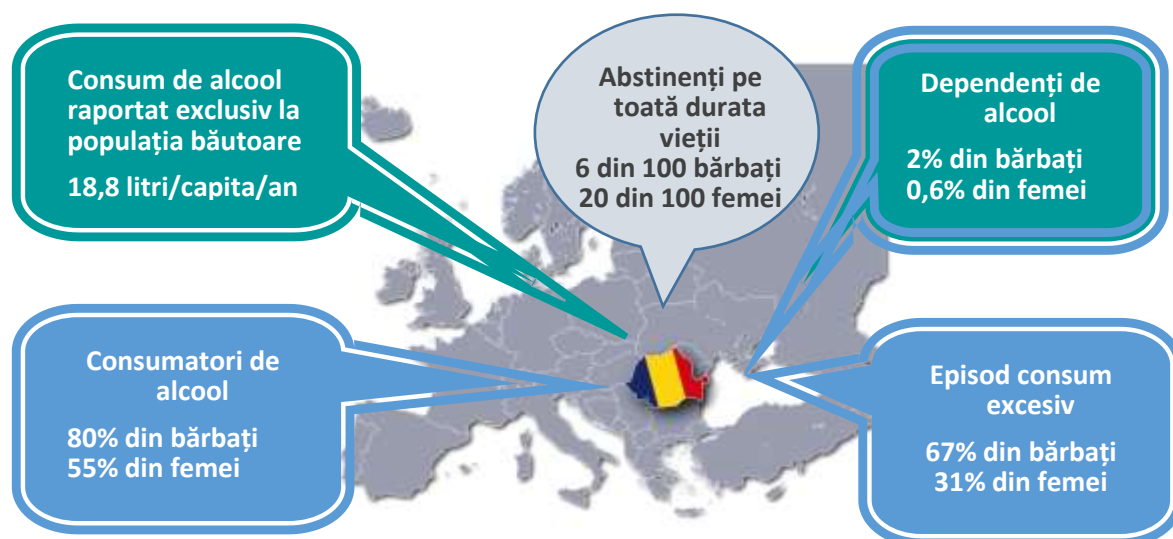 Consum de alcool
raportat exclusiv la
populația băutoare
18,8 litri/capita/an
Abstinenți pe
toată durata
vieții
6 din 100 bărbați
20 din 100 femei
Dependenți de
alcool
2% din bărbați
0,6% din femei
Consumatori de
alcool
80% din bărbați
55% din femei
Episod consum
excesiv
67% din bărbați
31% din femei